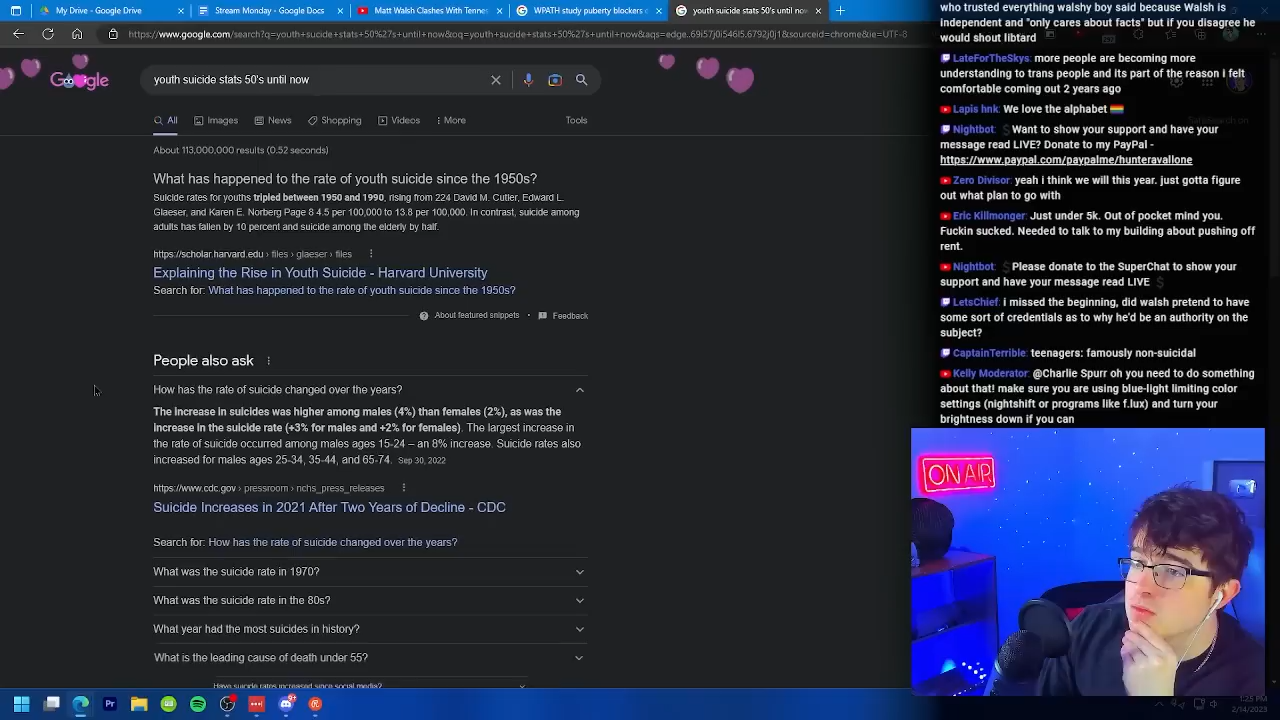 My Drive - Google Drive
Stream Monday - Google Docs
Matt Walsh Clashes With Tennes
WPATH study puberty blockers c
youth suicide stats 50's until now
https://www.google.com/search?q=youth+suicde+stats+50%27s+until+now&oq=youth+suicde+stats+50%27s+until+now&aqs=edge..69i57j0i546l5.6792j0j1&sourceid=chrome&ie=UTF-8
Google
youth suicide stats 50's until now
All
Images
News
Shopping
Videos
More
Tools
About 113,000,000 results (0.52 seconds)
What has happened to the rate of youth suicide since the 1950s?
Suicide rates for youths tripled between 1950 and 1990, rising from 224 David M. Cutler, Edward L.
Glaeser, and Karen E. Norberg Page 8 4.5 per 100,000 to 13.8 per 100,000. In contrast, suicide among
adults has fallen by 10 percent and suicide among the elderly by half.
https://scholar.harvard.edu › files › glaeser › files
Explaining the Rise in Youth Suicide - Harvard University
Search for: What has happened to the rate of youth suicide since the 1950s?
About featured snippets
Feedback
People also ask
How has the rate of suicide changed over the years?
The increase in suicides was higher among males (4%) than females (2%), as was the
increase in the suicide rate (+3% for males and +2% for females). The largest increase in
the rate of suicide occurred among males ages 15-24 – an 8% increase. Suicide rates also
increased for males ages 25-34, 35-44, and 65-74. Sep 30, 2022
https://www.cdc.gov › pressroom › nchs_press_releases
Suicide Increases in 2021 After Two Years of Decline - CDC
Search for: How has the rate of suicide changed over the years?
What was the suicide rate in 1970?
What was the suicide rate in the 80s?
What year had the most suicides in history?
What is the leading cause of death under 55?
Have suicide rates increased since social media?
who trusted everything walshy boy said because Walsh is
independent and "only cares about facts" but if you disagree he
would shout libtard
LateForTheSkys: more people are becoming more
understanding to trans people and its part of the reason i felt
comfortable coming out 2 years ago
Lapis hnk: We love the alphabet
Nightbot: Want to show your support and have your
message read LIVE? Donate to my PayPal -
https://www.paypal.com/paypalme/hunteravallone
Zero Divisor: yeah i think we will this year. just gotta figure
out what plan to go with
Eric Killmonger: Just under 5k. Out of pocket mind you.
Fuckin sucked. Needed to talk to my building about pushing off
rent.
Nightbot: Please donate to the SuperChat to show your
support and have your message read LIVE
LetsChief: i missed the beginning, did walsh pretend to have
some sort of credentials as to why he'd be an authority on the
subject?
CaptainTerrible: teenagers: famously non-suicidal
Kelly Moderator: @Charlie Spurr oh you need to do something
about that! make sure you are using blue-light limiting color
settings (nightshift or programs like f.lux) and turn your
brightness down if you can
ON AIR
Pr
1:25 PM
2/14/2023